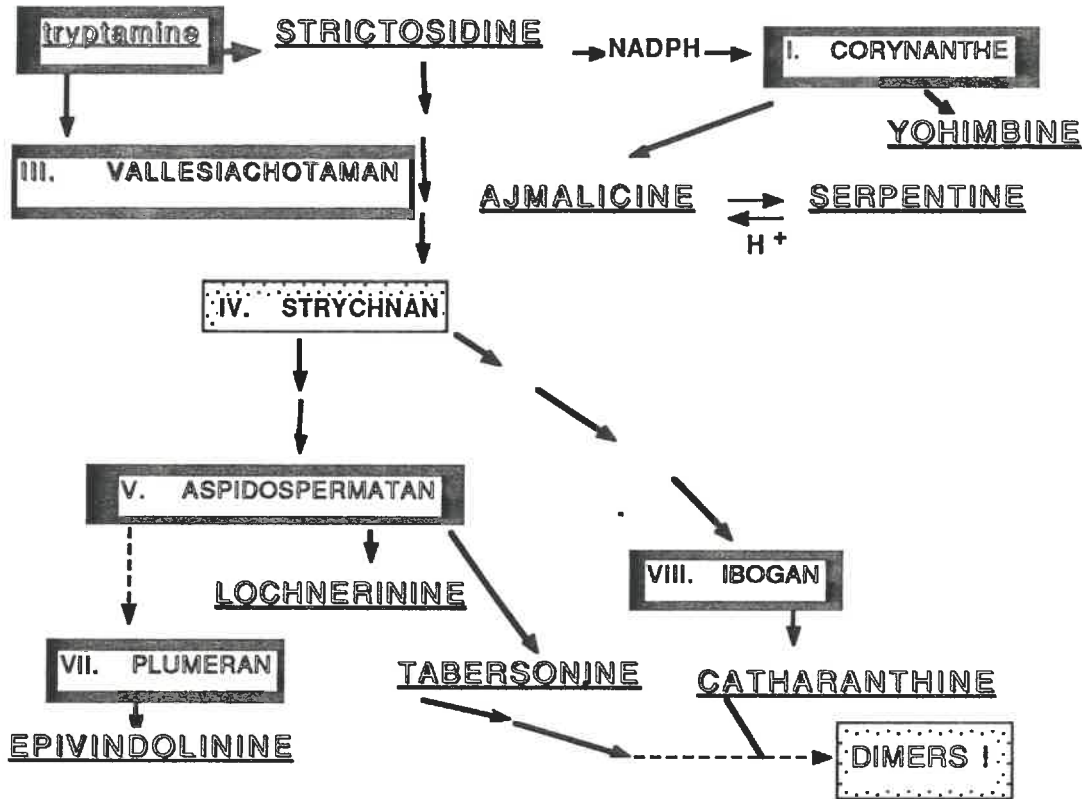 tryptamine
STRICTOSIDINE
NADPH
I. CORYNANTHE
YOHIMBINE
III. VALLESIACHOTAMAN
AJMALICINE
SERPENTINE
H +
IV. STRYCHNAN
V. ASPIDOSPERMATAN
LOCHNERININE
VIII. IBOGAN
VII. PLUMERAN
TABERSONINE
CATHARANTHINE
EPIVINDOLININE
DIMERS !